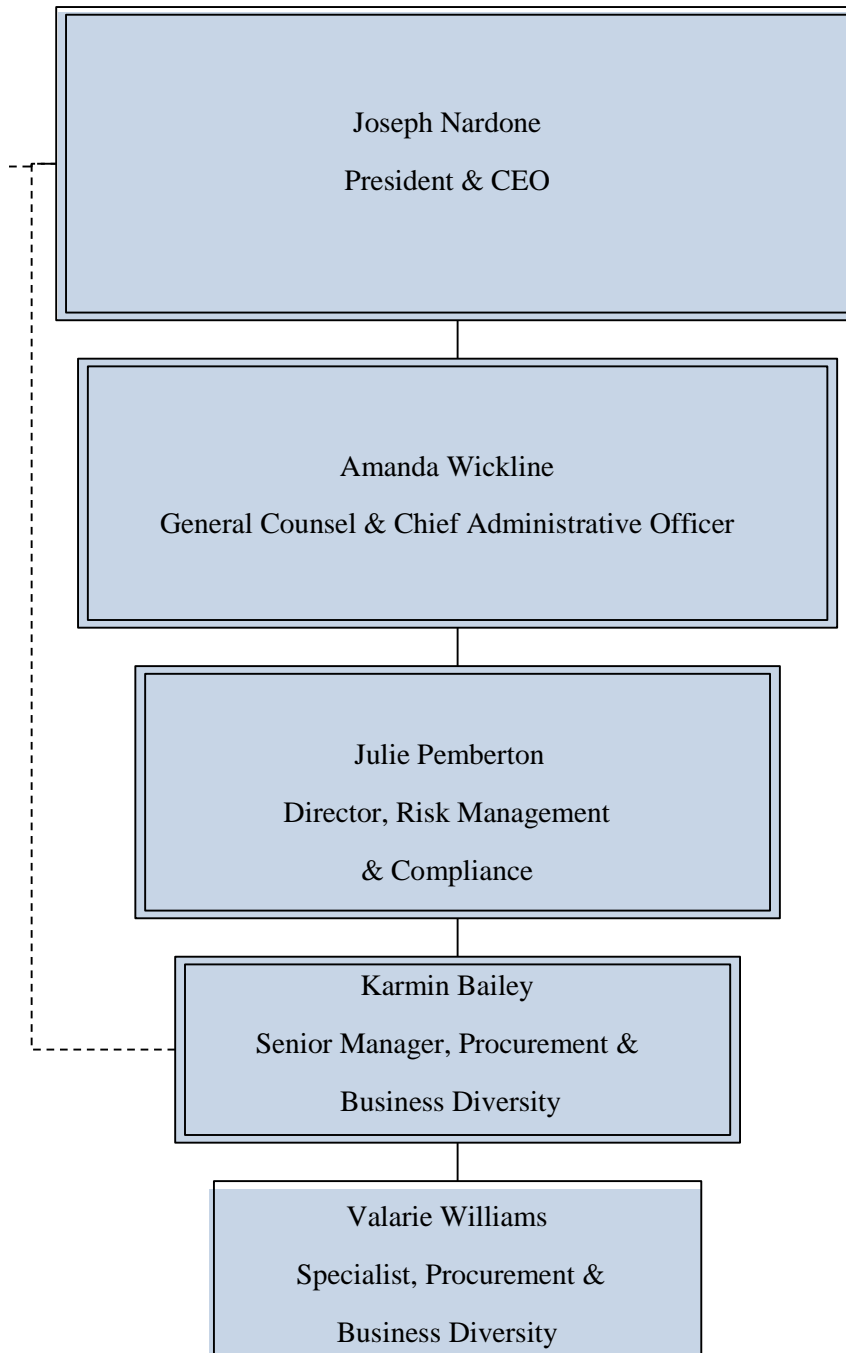 Joseph Nardone
President & CEO
Amanda Wickline
General Counsel & Chief Administrative Officer
Julie Pemberton
Director, Risk Management
& Compliance
Karmin Bailey
Senior Manager, Procurement &
Business Diversity
Valarie Williams
Specialist, Procurement &
Business Diversity